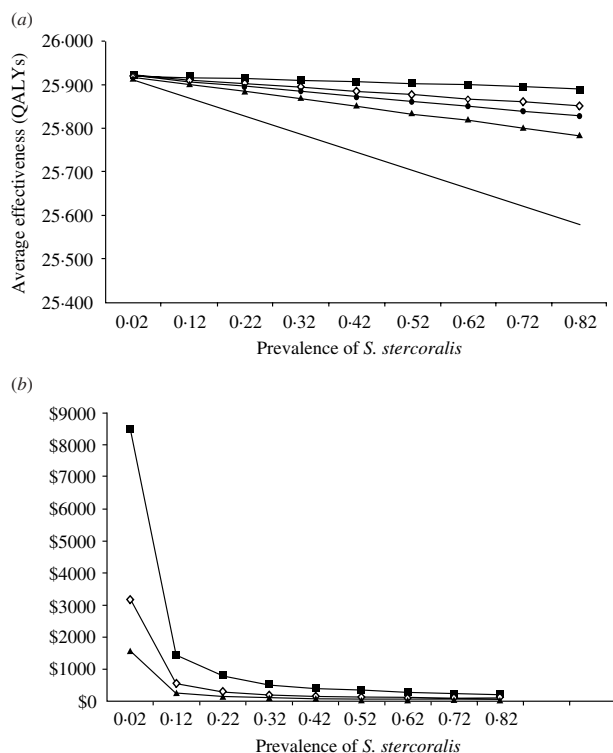 (a)
Average effectiveness (QALYs)
26·000
25·900
25·800
25·700
25·600
25·500
25·400
0·02 0·12 0·22 0·32 0·42 0·52 0·62 0·72 0·82
Prevalence of S. stercoralis
(b)
$9000
$8000
$7000
$6000
$5000
$4000
$3000
$2000
$1000
$0
0·02 0·12 0·22 0·32 0·42 0·52 0·62 0·72 0·82
Prevalence of S. stercoralis